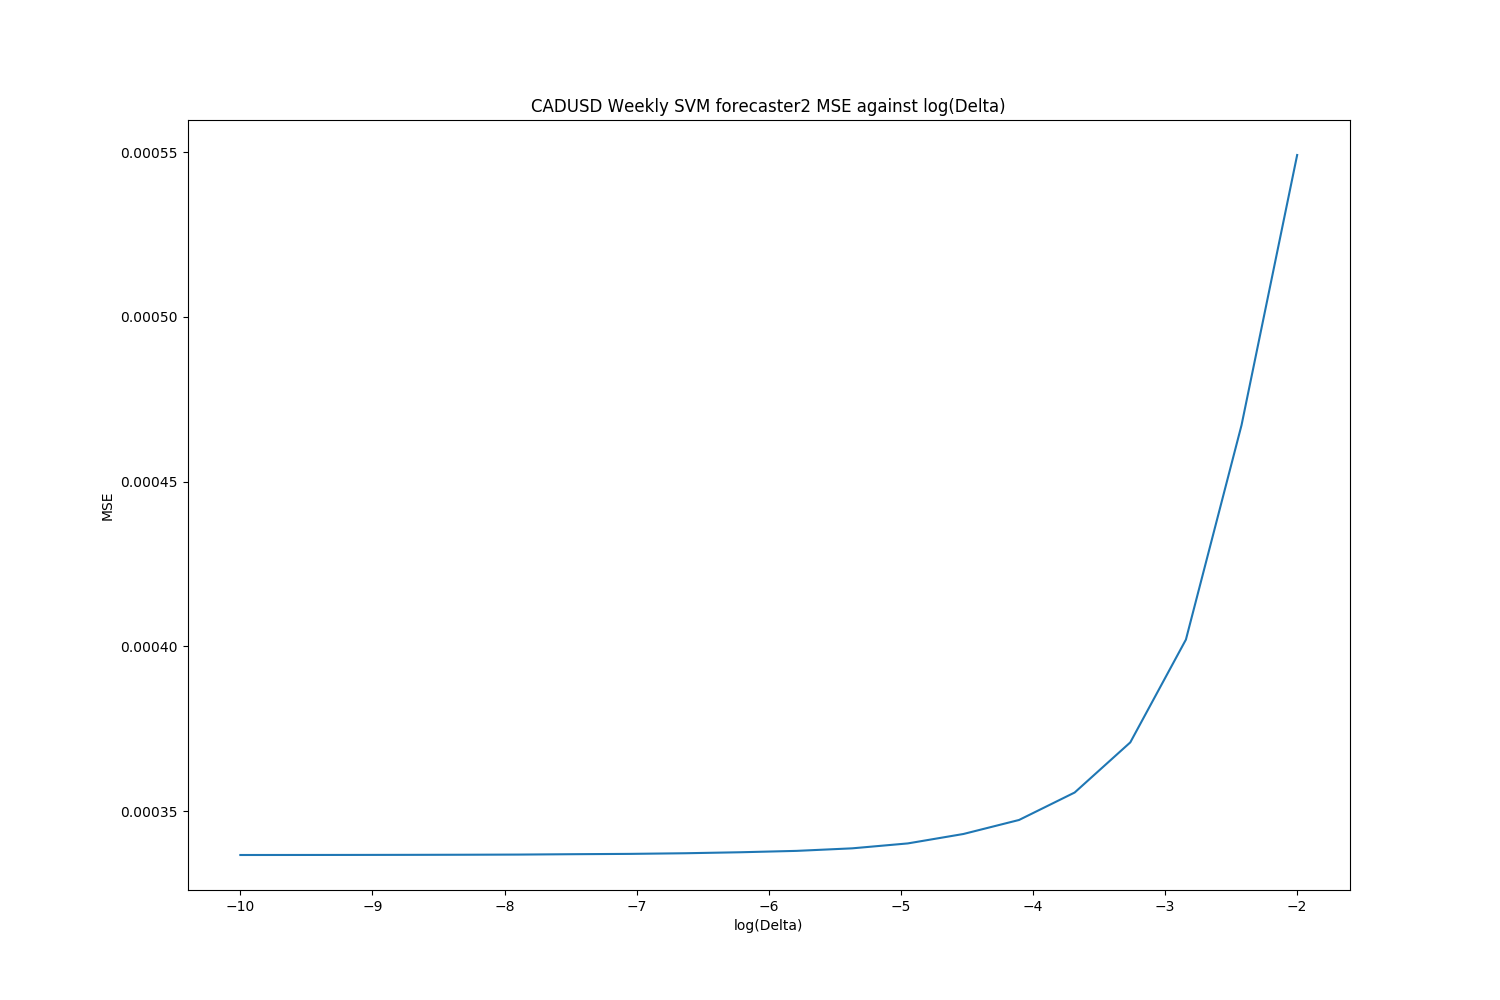 CADUSD Weekly SVM forecaster2 MSE against log(Delta)
0.00055
0.00050
0.00045
MSE
0.00040
0.00035
−10 −9 −8 −7 −6 −5 −4 −3 −2
log(Delta)